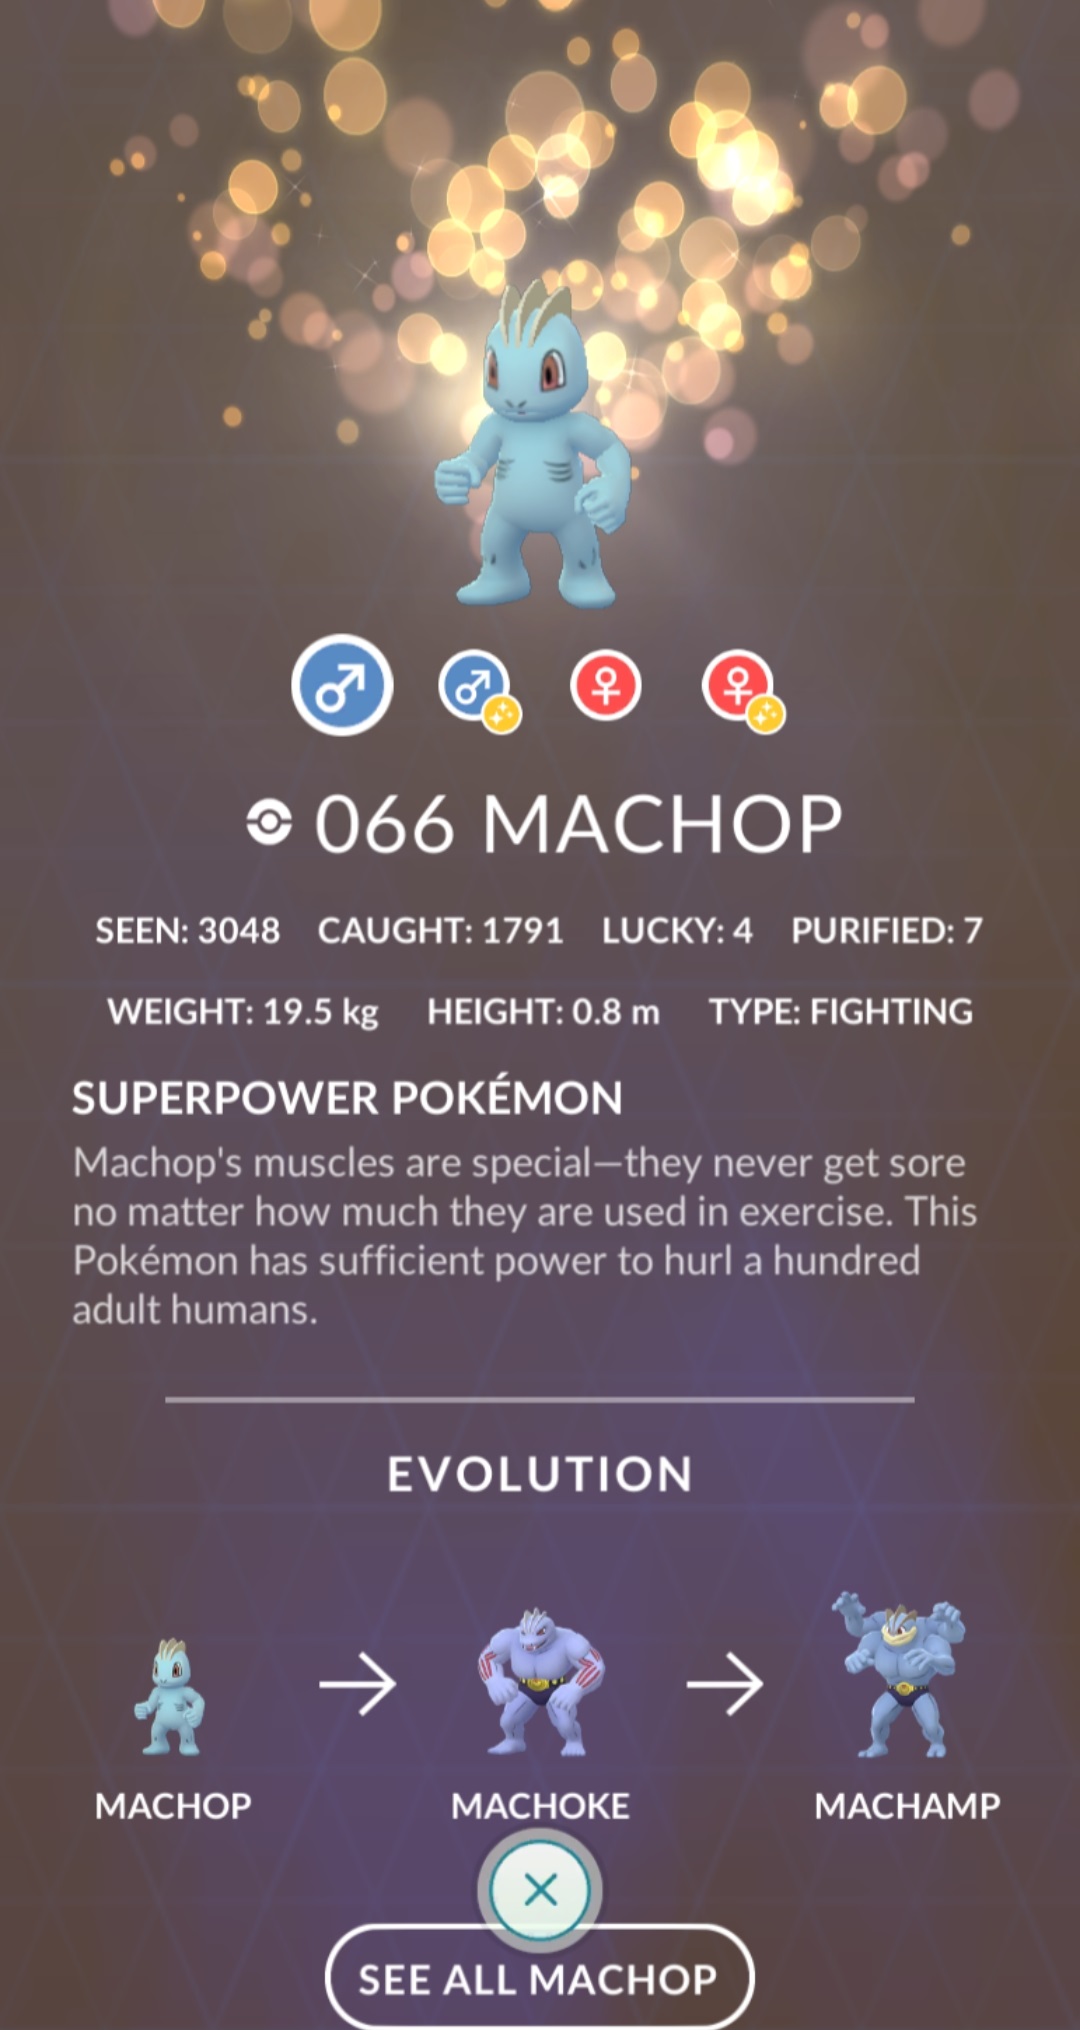 066 MACHOP
SEEN: 3048 CAUGHT: 1791 LUCKY: 4 PURIFIED: 7
WEIGHT: 19.5 kg HEIGHT: 0.8 m TYPE: FIGHTING
SUPERPOWER POKÉMON
Machop's muscles are special—they never get sore
no matter how much they are used in exercise. This
Pokémon has sufficient power to hurl a hundred
adult humans.
EVOLUTION
MACHOP MACHOKE MACHAMP
SEE ALL MACHOP